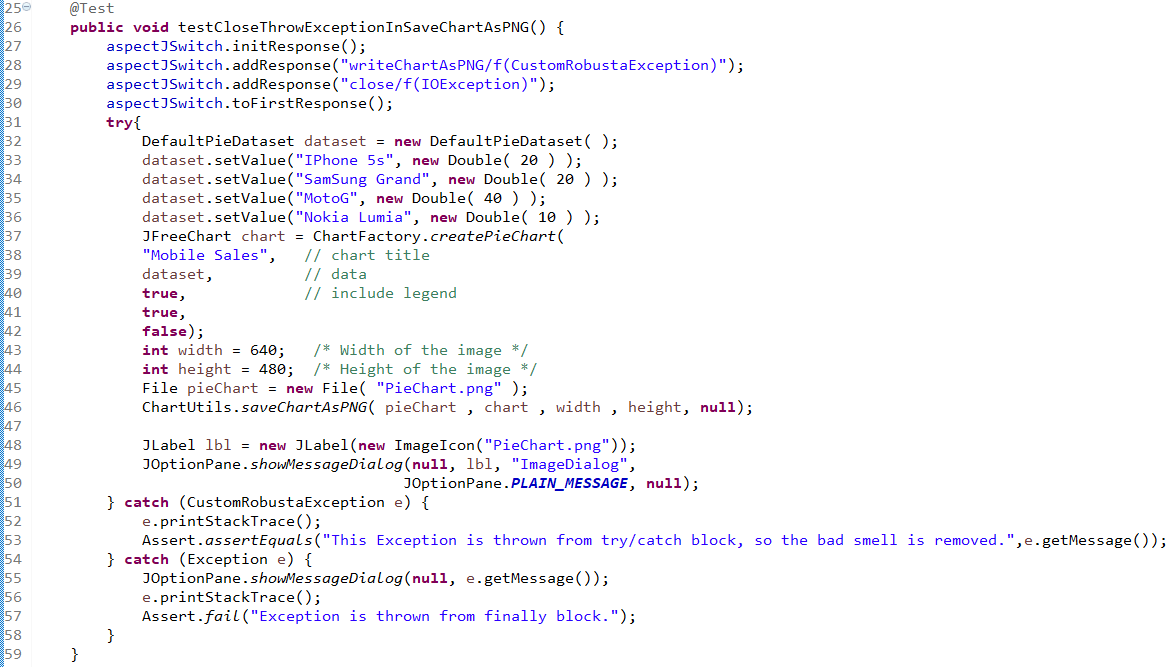 25 @Test
26 public void testCloseThrowExceptionInSaveChartAsPNG() {
27 aspectJSwitch.initResponse();
28 aspectJSwitch.addResponse("writeChartAsPNG/f(CustomRobustaException)");
29 aspectJSwitch.addResponse("close/f(IOException)");
30 aspectJSwitch.toFirstResponse();
31 try{
32 DefaultPieDataset dataset = new DefaultPieDataset( );
33 dataset.setValue("IPhone 5s", new Double( 20 ) );
34 dataset.setValue("SamSung Grand", new Double( 20 ) );
35 dataset.setValue("MotoG", new Double( 40 ) );
36 dataset.setValue("Nokia Lumia", new Double( 10 ) );
37 JFreeChart chart = ChartFactory.createPieChart(
38 "Mobile Sales", // chart title
39 dataset, // data
40 true, // include legend
41 true,
42 false);
43 int width = 640; /* Width of the image */
44 int height = 480; /* Height of the image */
45 File pieChart = new File( "PieChart.png" );
46 ChartUtils.saveChartAsPNG( pieChart , chart , width , height, null);
47
48 JLabel lbl = new JLabel(new ImageIcon("PieChart.png"));
49 JOptionPane.showMessageDialog(null, lbl, "ImageDialog",
50 JOptionPane.PLAIN_MESSAGE, null);
51 } catch (CustomRobustaException e) {
52 e.printStackTrace();
53 Assert.assertEquals("This Exception is thrown from try/catch block, so the bad smell is removed.",e.getMessage());
54 } catch (Exception e) {
55 JOptionPane.showMessageDialog(null, e.getMessage());
56 e.printStackTrace();
57 Assert.fail("Exception is thrown from finally block.");
58 }
59 }